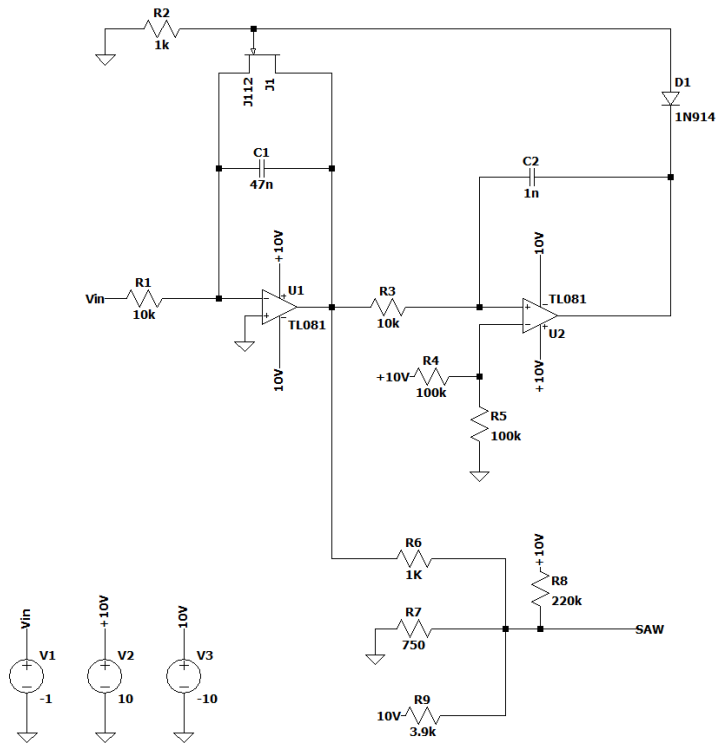 R2
1k
J112
J1
D1
1N914
C1
47n
C2
1n
+10V
10V
R1
U1
Vin
10k
TL081
10V
R3
10k
TL081
U2
+10V
R4
+10V
100k
R5
100k
R6
1K
+10V
R8
220k
R7
750
SAW
R9
10V
3.9k
Vin
V1
-1
+10V
V2
10
10V
V3
-10